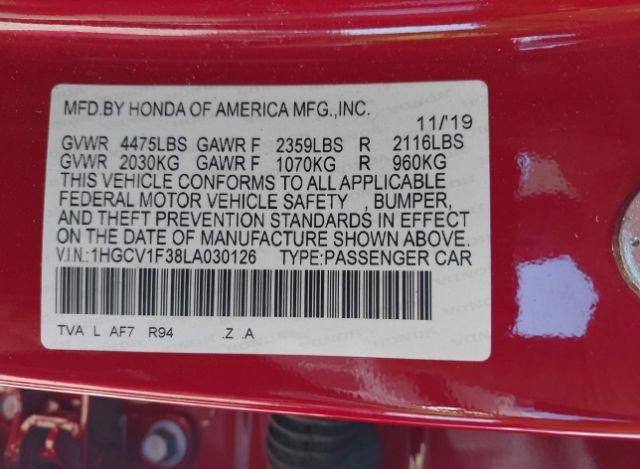 MFD.BY HONDA OF AMERICA MFG.,INC.
11/'19
GVWR 4475LBS GAWR F 2359LBS R 2116LBS
GVWR 2030KG GAWR F 1070KG R 960KG
THIS VEHICLE CONFORMS TO ALL APPLICABLE
FEDERAL MOTOR VEHICLE SAFETY , BUMPER,
AND THEFT PREVENTION STANDARDS IN EFFECT
ON THE DATE OF MANUFACTURE SHOWN ABOVE.
V.I.N.:1HGCV1F38LA030126 TYPE:PASSENGER CAR
TVA L AF7 R94 .Z .A